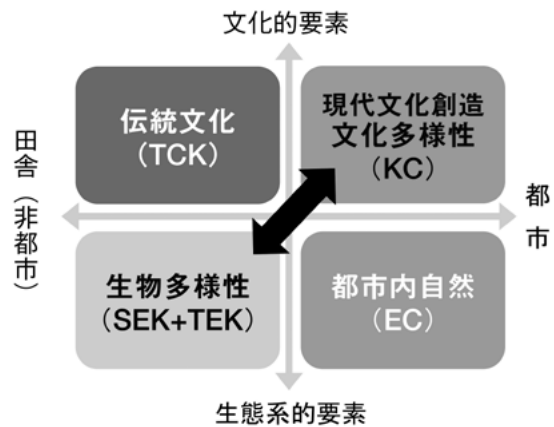 文化的要素
伝統文化
（TCK）
現代文化創造
文化多様性
（KC）
田舎（非都市）
都市
生物多様性
（SEK+TEK）
都市内自然
（EC）
生態系的要素